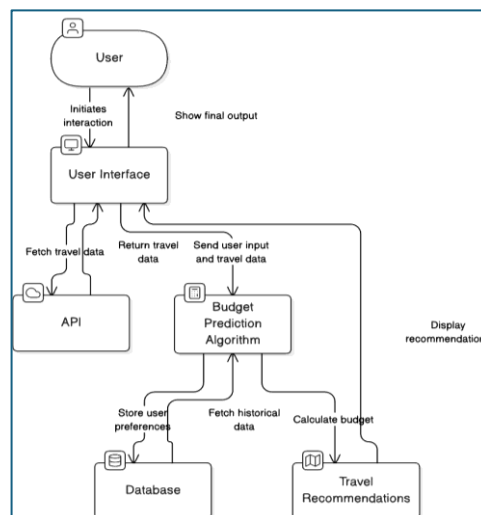 User
Initiates
interaction
Show final output
User Interface
Fetch travel data
Return travel
data
Send user input
and travel data
API
Budget
Prediction
Algorithm
Display
recommendation
Store user
preferences
Fetch historical
data
Calculate budget
Database
Travel
Recommendations